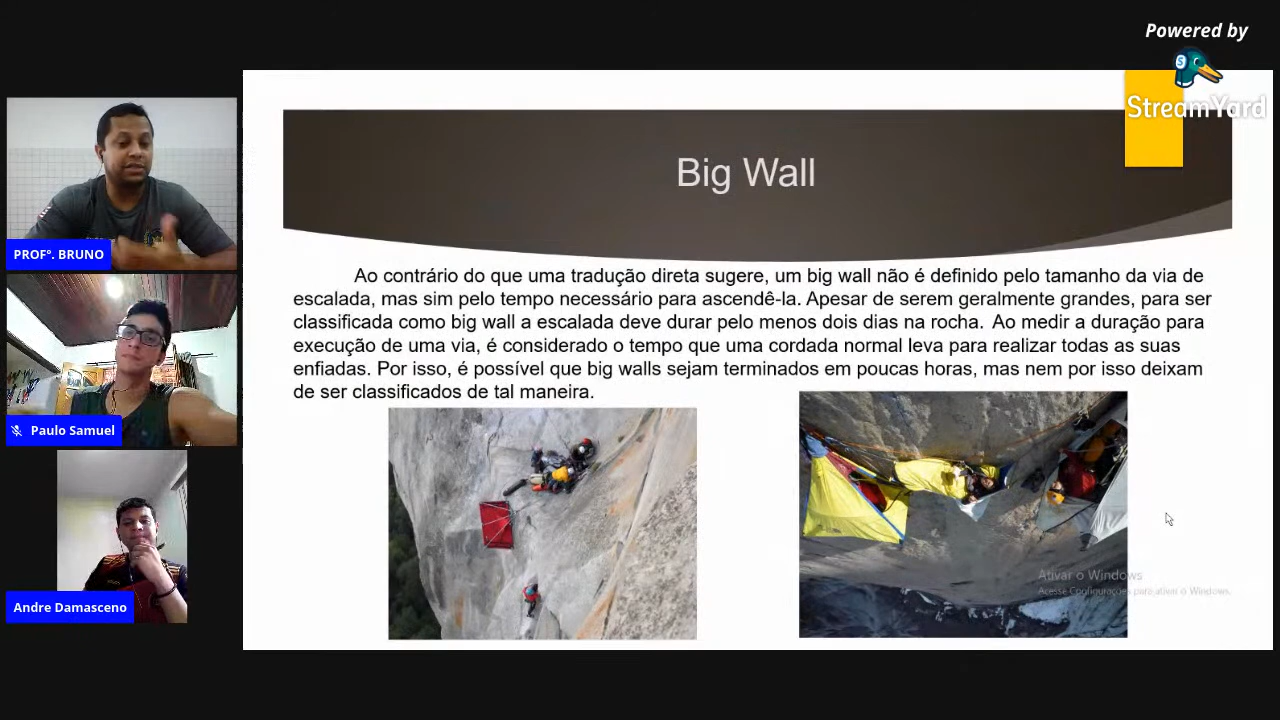 Powered by
StreamYard
Big Wall
Ao contrário do que uma tradução direta sugere, um big wall não é definido pelo tamanho da via de
escalada, mas sim pelo tempo necessário para ascendê-la. Apesar de serem geralmente grandes, para ser
classificada como big wall a escalada deve durar pelo menos dois dias na rocha. Ao medir a duração para
execução de uma via, é considerado o tempo que uma cordada normal leva para realizar todas as suas
enfiadas. Por isso, é possível que big walls sejam terminados em poucas horas, mas nem por isso deixam
de ser classificados de tal maneira.
PROFº. BRUNO
Paulo Samuel
Andre Damasceno
Ativar o Windows
Acesse Configurações para ativar o Windows.